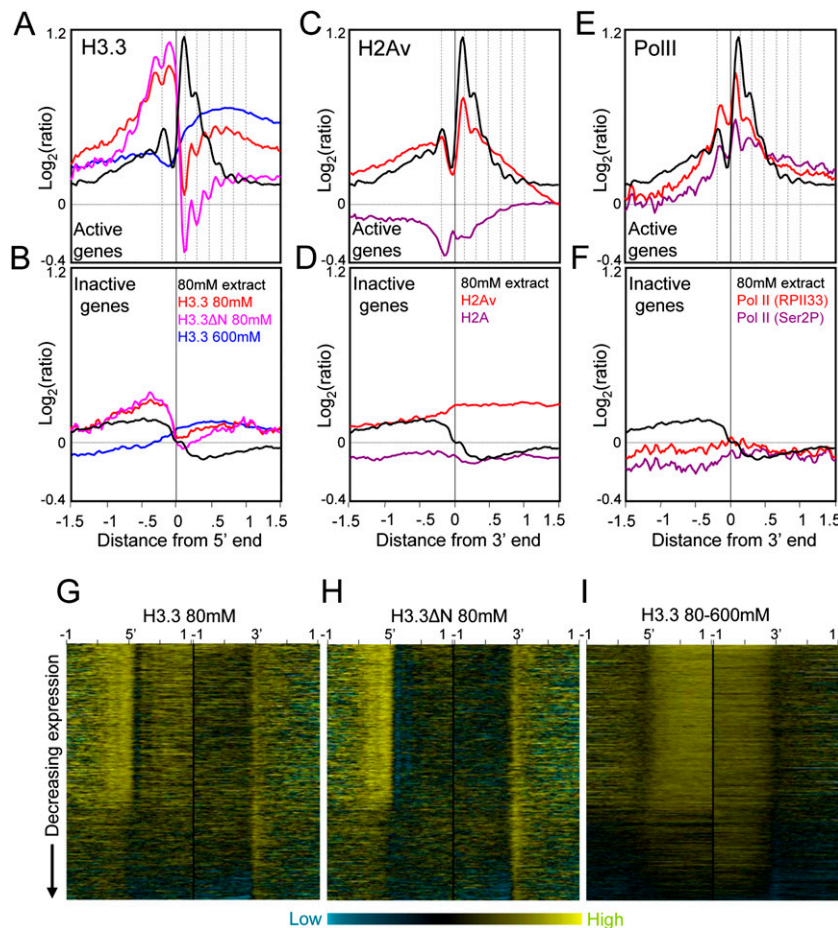 A
H3.3
1.2
Log2(ratio)
0
-0.4
Active genes
C
H2Av
1.2
Log2(ratio)
0
-0.4
Active genes
E
PolII
1.2
Log2(ratio)
0
-0.4
Active genes
B
Inactive genes
1.2
Log2(ratio)
0
-0.4
80mM extract
H3.3 80mM
H3.3ΔN 80mM
H3.3 600mM
-1.5 -1 -.5 0 .5 1 1.5
Distance from 5' end
D
Inactive genes
1.2
Log2(ratio)
0
-0.4
80mM extract
H2Av
H2A
-1.5 -1 -.5 0 .5 1 1.5
Distance from 3' end
F
Inactive genes
1.2
Log2(ratio)
0
-0.4
80mM extract
Pol II (RPII33)
Pol II (Ser2P)
-1.5 -1 -.5 0 .5 1 1.5
Distance from 3' end
G
H3.3 80mM
-1 5' 1 -1 3' 1
H
H3.3ΔN 80mM
-1 5' 1 -1 3' 1
I
H3.3 80-600mM
-1 5' 1 -1 3' 1
Decreasing expression
Low High